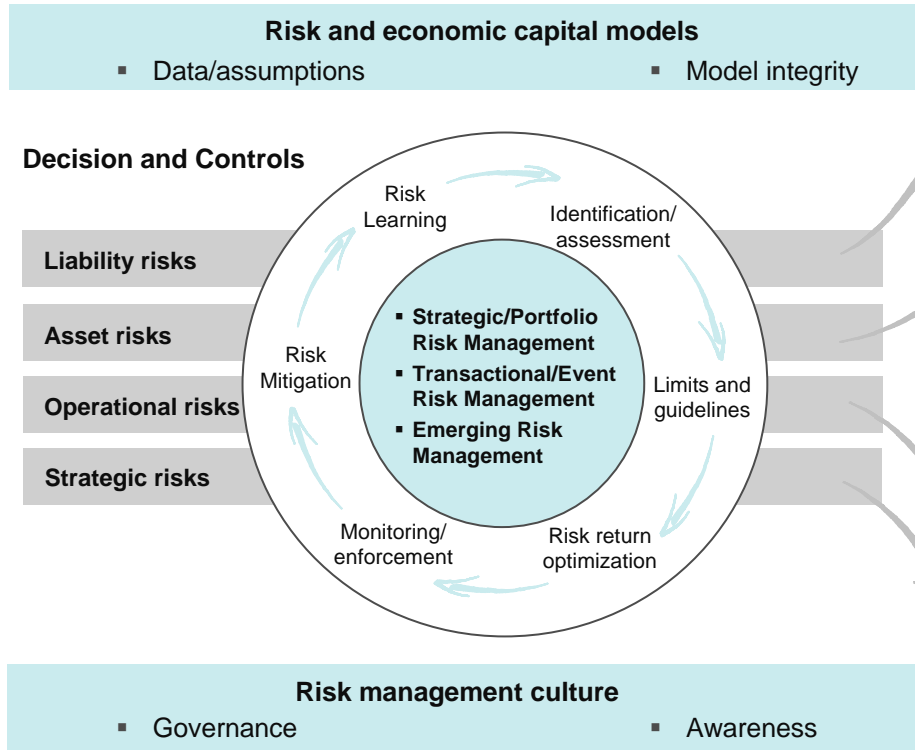 Risk and economic capital models
▪ Data/assumptions
▪ Model integrity
Decision and Controls
Risk
Learning
Identification/
assessment
Liability risks
Asset risks
Operational risks
Strategic risks
▪ Strategic/Portfolio
Risk Management
▪ Transactional/Event
Risk Management
▪ Emerging Risk
Management
Risk
Mitigation
Limits and
guidelines
Monitoring/
enforcement
Risk return
optimization
Risk management culture
▪ Governance
▪ Awareness